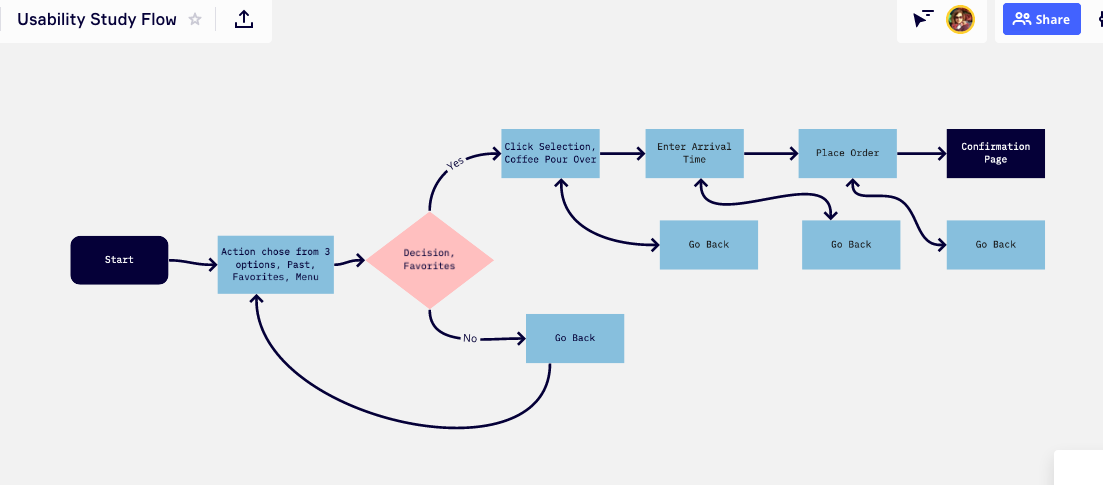 Usability Study Flow
Share
Click Selection,
Coffee Pour Over
Enter Arrival
Time
Place Order
Confirmation
Page
Yes
Go Back
Go Back
Go Back
Start
Action chose from 3
options, Past,
Favorites, Menu
Decision,
Favorites
No
Go Back